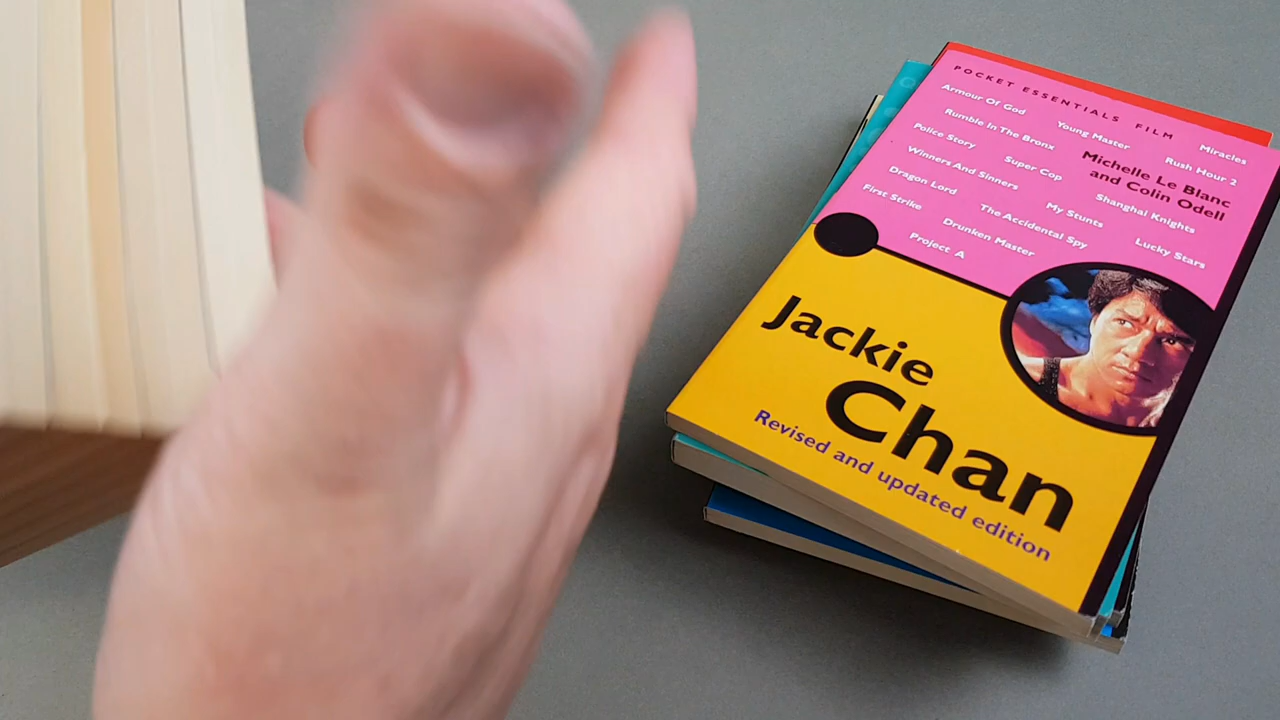 POCKET ESSENTIALS FILM
Armour Of God
Young Master
Miracles
Rumble In The Bronx
Rush Hour 2
Police Story
Super Cop
Michelle Le Blanc
and Colin Odell
Winners And Sinners
Shanghai Knights
Dragon Lord
My Stunts
First Strike
The Accidental Spy
Lucky Stars
Drunken Master
Project A
Jackie
Chan
Revised and updated edition